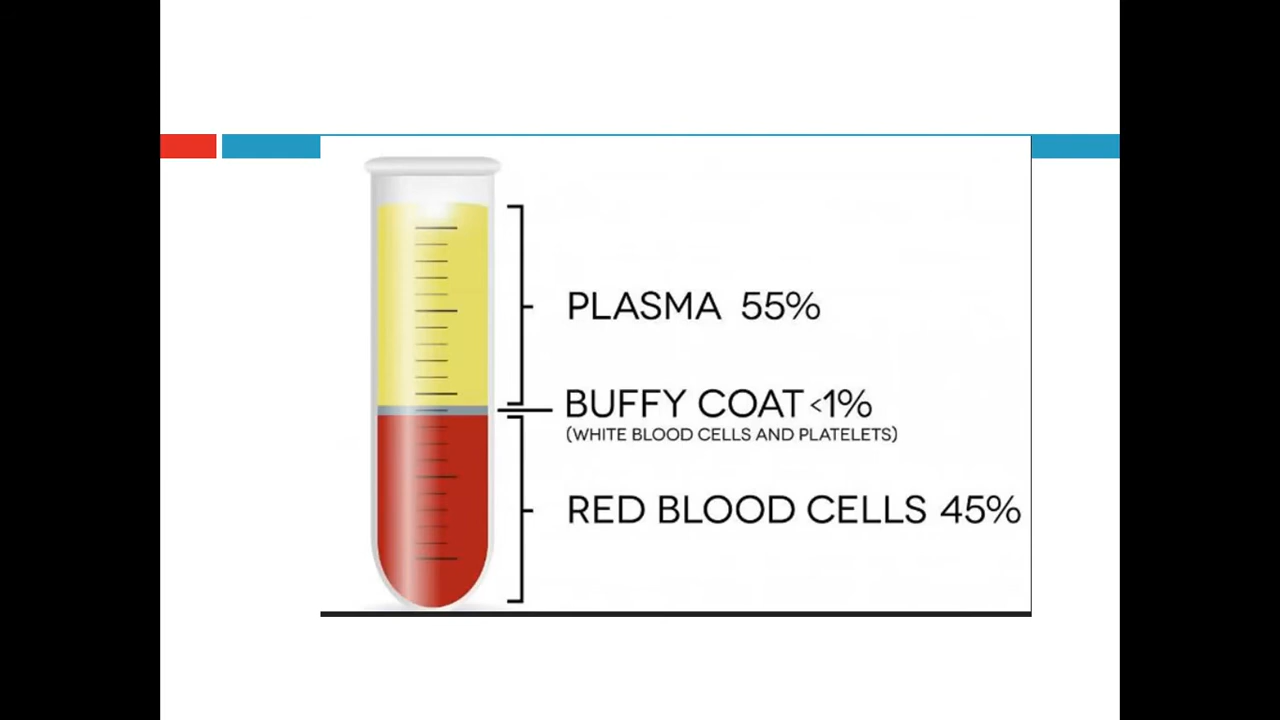 PLASMA 55%
BUFFY COAT <1%
(WHITE BLOOD CELLS AND PLATELETS)
RED BLOOD CELLS 45%